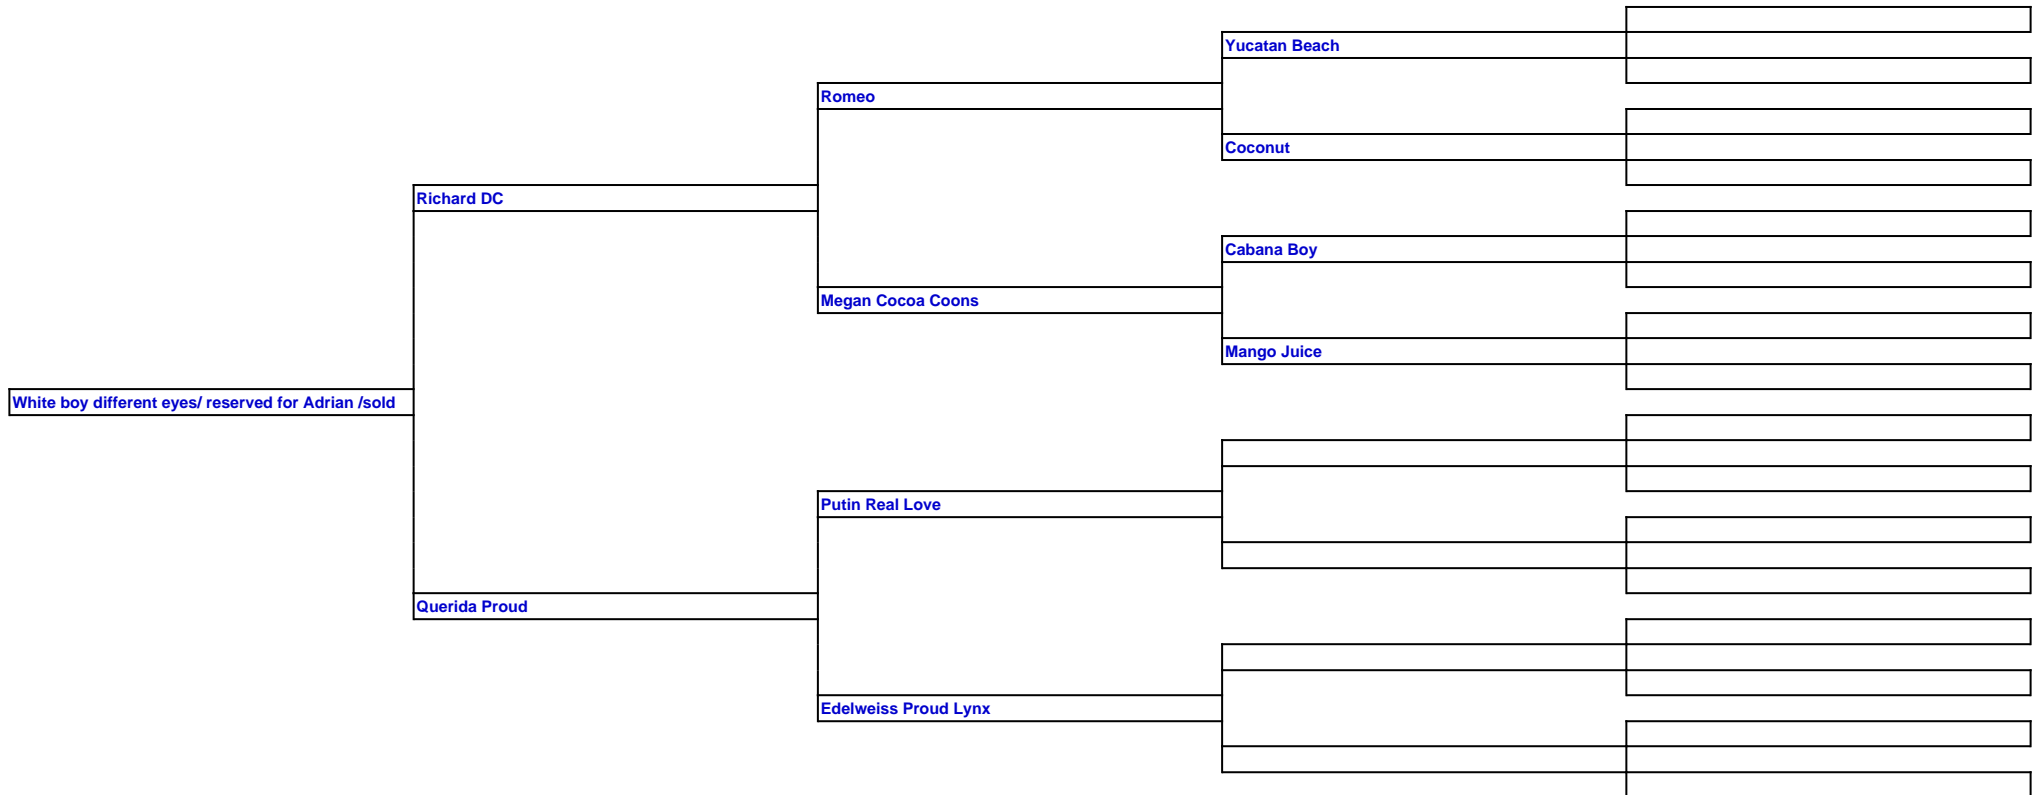 Yucatan Beach
Romeo
Coconut
Richard DC
Cabana Boy
Megan Cocoa Coons
Mango Juice
White boy different eyes/ reserved for Adrian /sold
Putin Real Love
Querida Proud
Edelweiss Proud Lynx